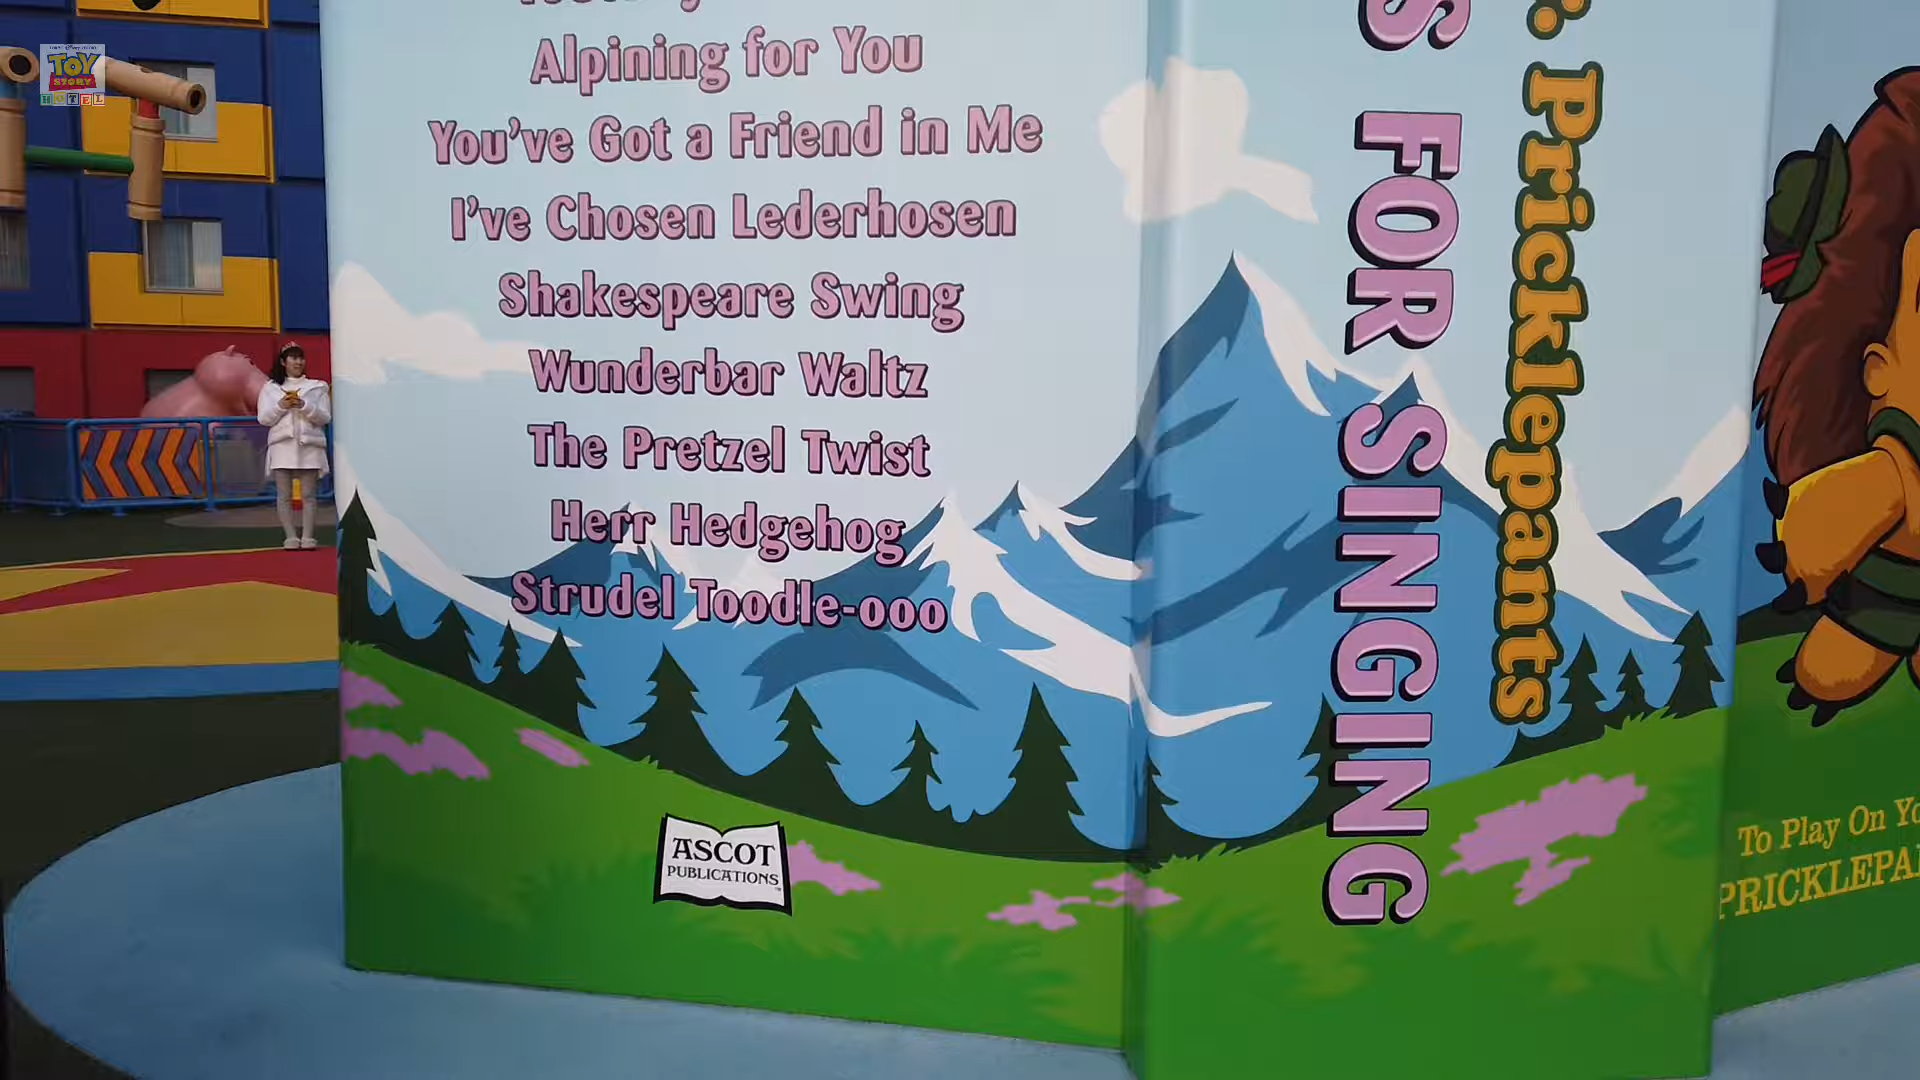 TOY
STORY
HOTEL
Alpining for You
You've Got a Friend in Me
I've Chosen Lederhosen
Shakespeare Swing
Wunderbar Waltz
The Pretzel Twist
Herr Hedgehog
Strudel Toodle-ooo
ASCOT
PUBLICATIONS
FOR SINGING
Pricklepants
To Play On